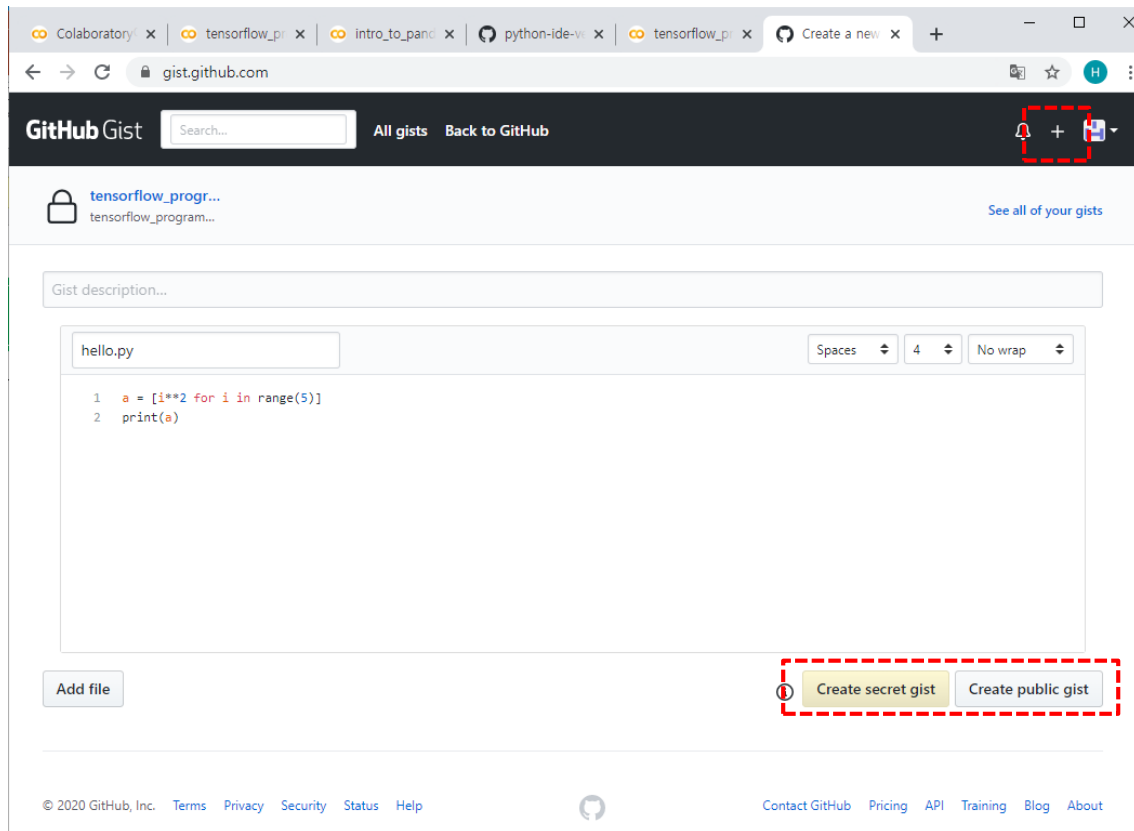 Colaboratory
tensorflow_pr
intro_to_pand
python-ide-v
tensorflow_pr
Create a new
gist.github.com
H
GitHub Gist
Search...
All gists
Back to GitHub
tensorflow_progr...
tensorflow_program...
See all of your gists
Gist description...
hello.py
Spaces
4
No wrap
1 a = [i**2 for i in range(5)]
2 print(a)
Add file
Create secret gist
Create public gist
© 2020 GitHub, Inc. Terms Privacy Security Status Help
Contact GitHub Pricing API Training Blog About